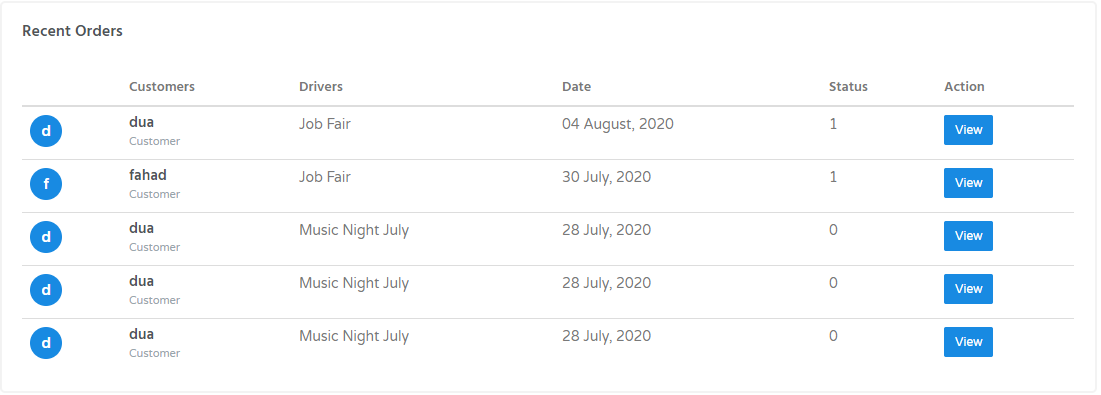 Recent Orders
Customers Drivers Date Status Action
d dua Job Fair 04 August, 2020 1 View
Customer
f fahad Job Fair 30 July, 2020 1 View
Customer
d dua Music Night July 28 July, 2020 0 View
Customer
d dua Music Night July 28 July, 2020 0 View
Customer
d dua Music Night July 28 July, 2020 0 View
Customer